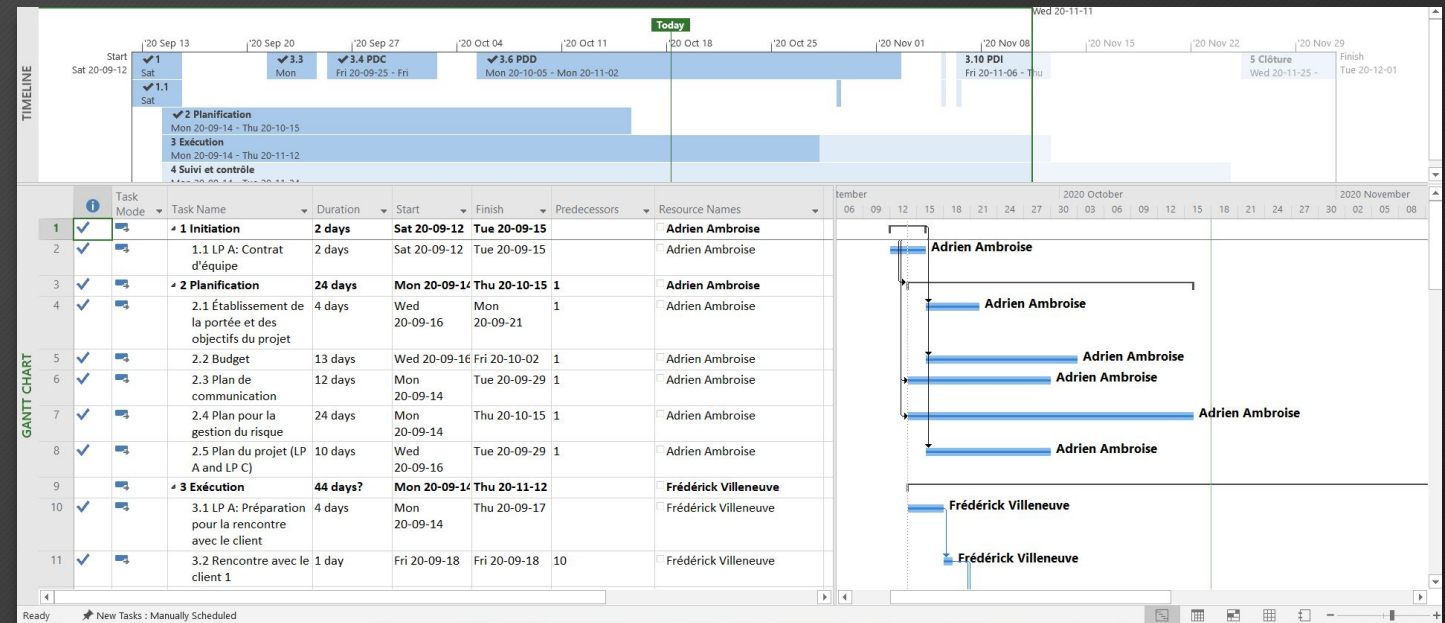 Wed 20-11-11
Today
'20 Sep 13 '20 Sep 20 '20 Sep 27 '20 Oct 04 '20 Oct 11 '20 Oct 18 '20 Oct 25 '20 Nov 01 '20 Nov 08 '20 Nov 15 '20 Nov 22 '20 Nov 29
TIMELINE
Start
Sat 20-09-12
1
Sat
3.3
Mon
3.4 PDC
Fri 20-09-25 - Fri
3.6 PDD
Mon 20-10-05 - Mon 20-11-02
3.10 PDI
Fri 20-11-06 - Thu
5 Clôture
Wed 20-11-25 -
Finish
Tue 20-12-01
1.1
Sat
2 Planification
Mon 20-09-14 - Thu 20-10-15
3 Exécution
Mon 20-09-14 - Thu 20-11-12
4 Suivi et contrôle
GANTT CHART
Task
Mode Task Name Duration Start Finish Predecessors Resource Names
tember 2020 October 2020 November
06 09 12 15 18 21 24 27 30 03 06 09 12 15 18 21 24 27 30 02 05 08
1 1 Initiation 2 days Sat 20-09-12 Tue 20-09-15 Adrien Ambroise
2 1.1 LP A: Contrat 2 days Sat 20-09-12 Tue 20-09-15 Adrien Ambroise Adrien Ambroise
d'équipe
3 2 Planification 24 days Mon 20-09-14 Thu 20-10-15 1 Adrien Ambroise
4 2.1 Établissement de 4 days Wed Mon 1 Adrien Ambroise Adrien Ambroise
la portée et des 20-09-16 20-09-21
objectifs du projet
5 2.2 Budget 13 days Wed 20-09-16 Fri 20-10-02 1 Adrien Ambroise Adrien Ambroise
6 2.3 Plan de 12 days Mon Tue 20-09-29 1 Adrien Ambroise Adrien Ambroise
communication 20-09-14
7 2.4 Plan pour la 24 days Mon Thu 20-10-15 1 Adrien Ambroise Adrien Ambroise
gestion du risque 20-09-14
8 2.5 Plan du projet (LP 10 days Wed Tue 20-09-29 1 Adrien Ambroise Adrien Ambroise
A and LP C) 20-09-16
9 3 Exécution 44 days? Mon 20-09-14 Thu 20-11-12 Frédérick Villeneuve
10 3.1 LP A: Préparation 4 days Mon Thu 20-09-17 Frédérick Villeneuve Frédérick Villeneuve
pour la rencontre 20-09-14
avec le client
11 3.2 Rencontre avec le 1 day Fri 20-09-18 Fri 20-09-18 10 Frédérick Villeneuve Frédérick Villeneuve
client 1
Ready New Tasks : Manually Scheduled